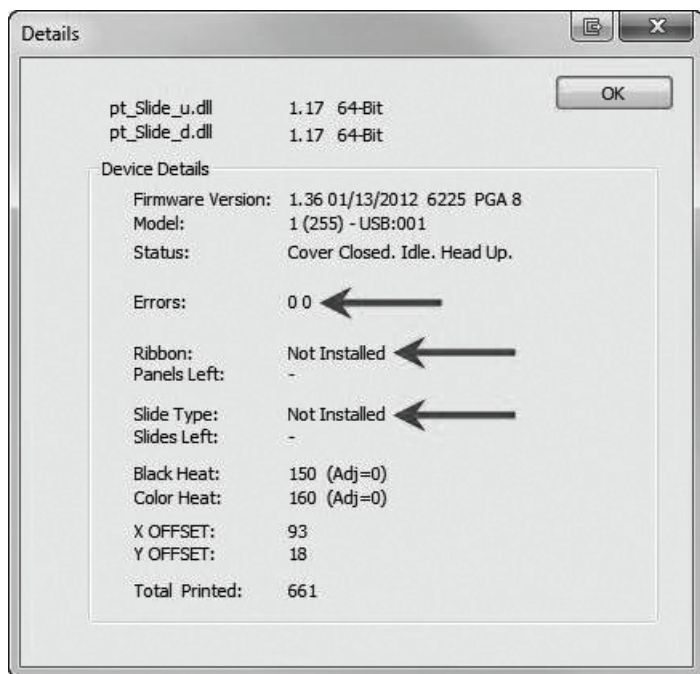 Details
OK
pt_Slide_u.dll 1.17 64-Bit
pt_Slide_d.dll 1.17 64-Bit
Device Details
Firmware Version: 1.36 01/13/2012 6225 PGA 8
Model: 1 (255) - USB:001
Status: Cover Closed. Idle. Head Up.
Errors: 0 0
Ribbon: Not Installed
Panels Left: -
Slide Type: Not Installed
Slides Left: -
Black Heat: 150 (Adj=0)
Color Heat: 160 (Adj=0)
X OFFSET: 93
Y OFFSET: 18
Total Printed: 661